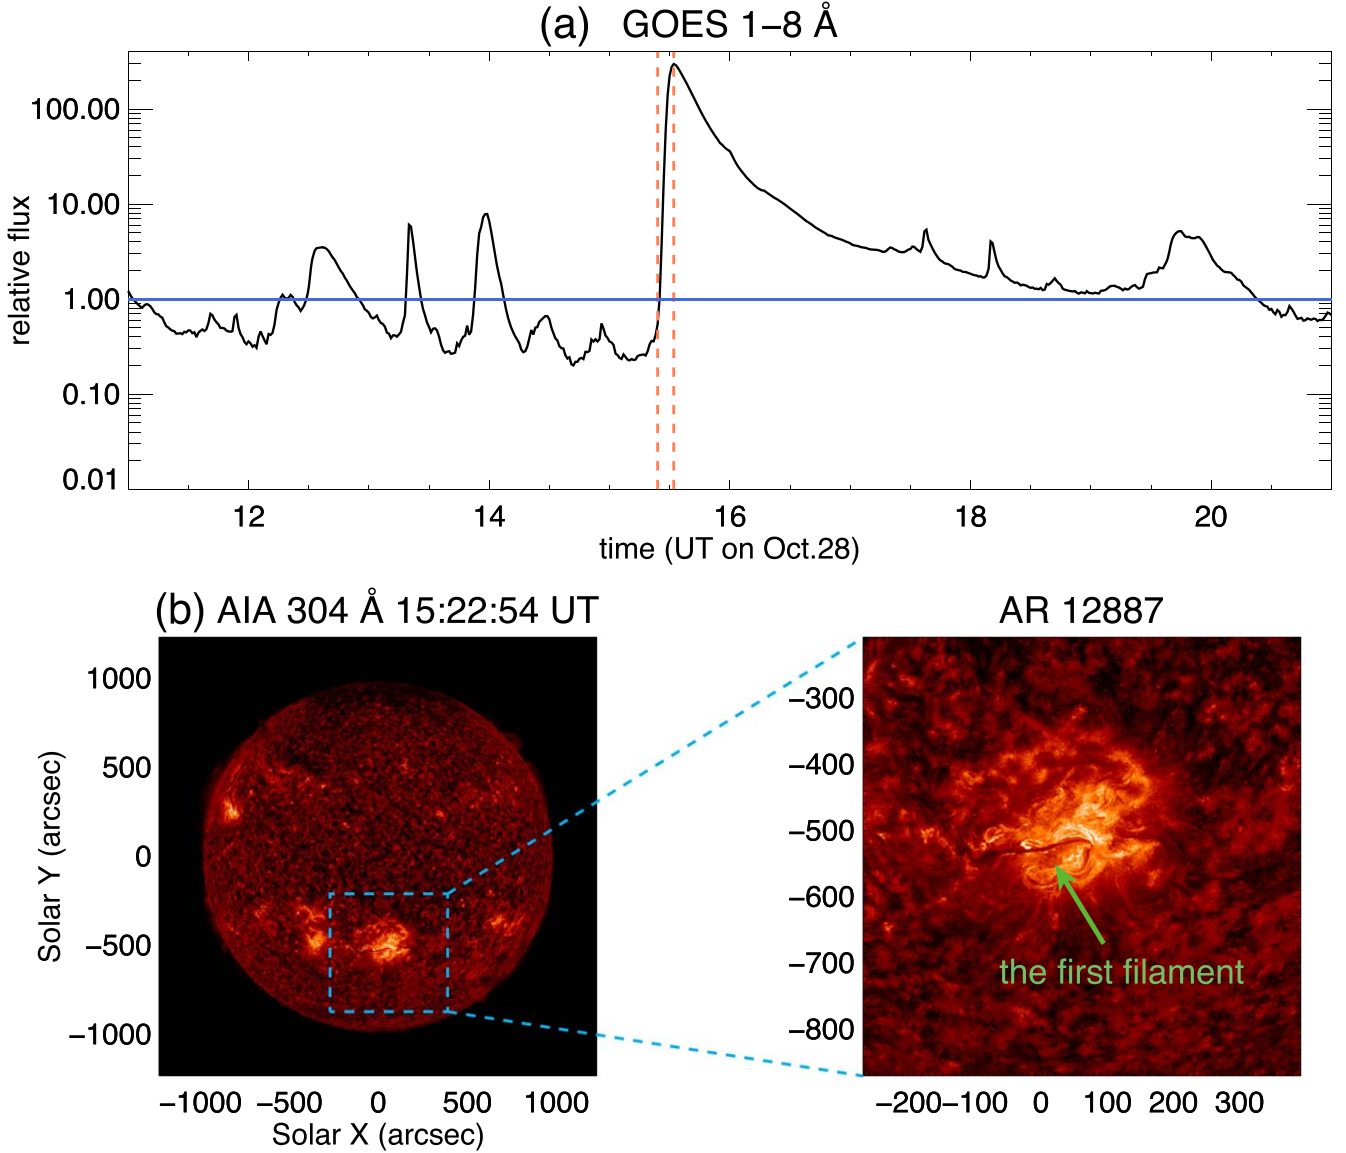 (a) GOES 1−8 Å
100.00
10.00
1.00
0.10
0.01
relative flux
12 14 16 18 20
time (UT on Oct.28)
(b) AIA 304 Å 15:22:54 UT
1000
500
0
−500
−1000
Solar Y (arcsec)
−1000 −500 0 500 1000
Solar X (arcsec)
AR 12887
−300
−400
−500
−600
−700
−800
the first filament
−200 −100 0 100 200 300